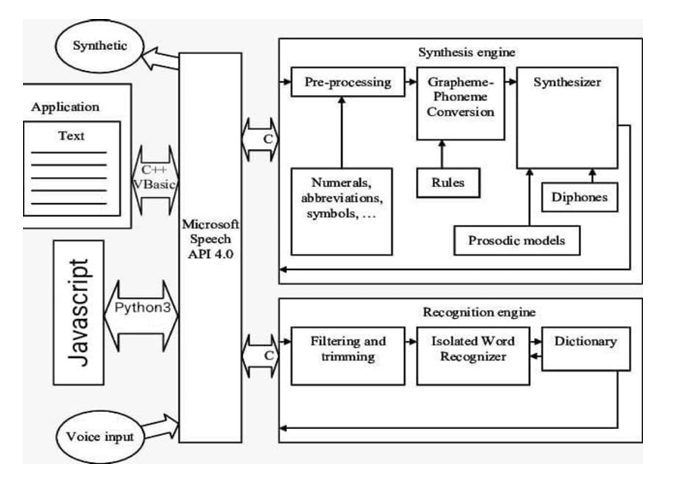 Synthetic
Application
Text
C++
VBasic
Javascript
Python3
Voice input
Microsoft
Speech
API 4.0
C
C
Synthesis engine
Pre-processing
Grapheme-
Phoneme
Conversion
Synthesizer
Numerals,
abbreviations,
symbols, ...
Rules
Diphones
Prosodic models
Recognition engine
Filtering and
trimming
Isolated Word
Recognizer
Dictionary